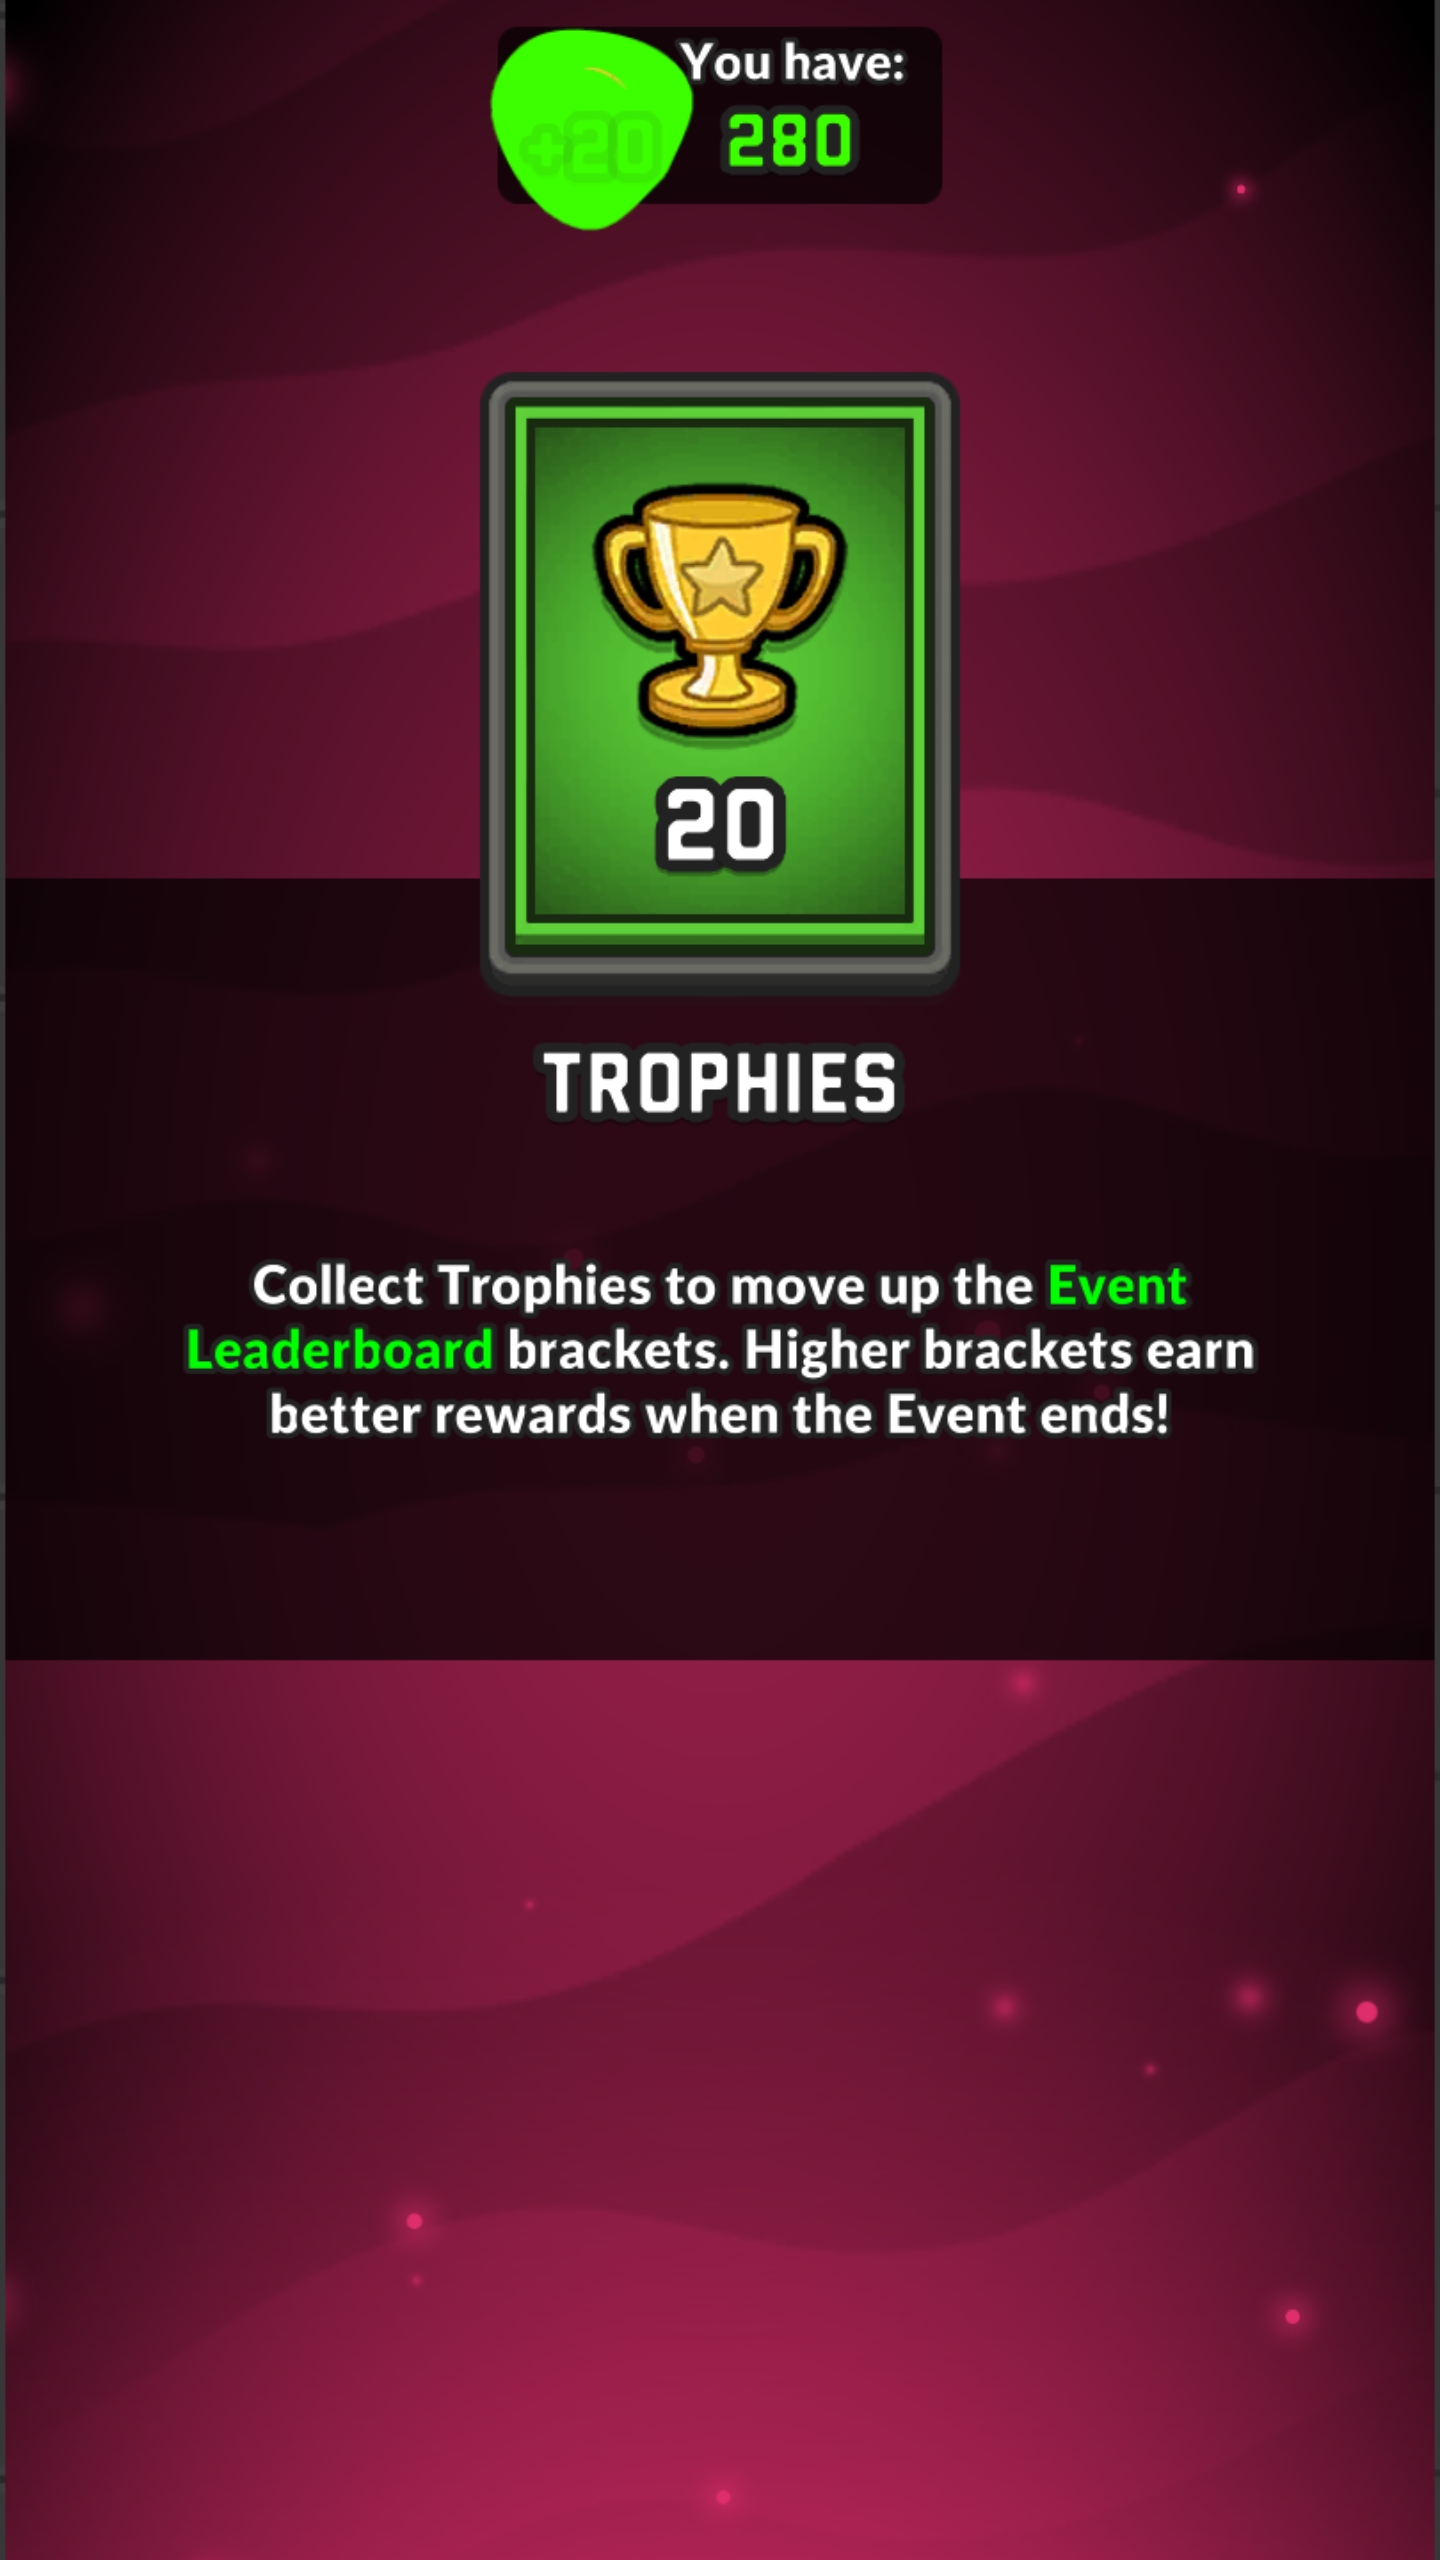 You have:
+20
280
20
TROPHIES
Collect Trophies to move up the Event
Leaderboard brackets. Higher brackets earn
better rewards when the Event ends!